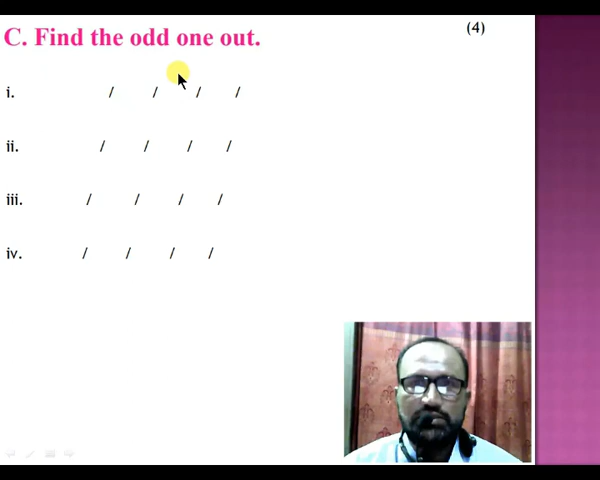 C. Find the odd one out.
(4)
i. / / / /
ii. / / / /
iii. / / / /
iv. / / / /